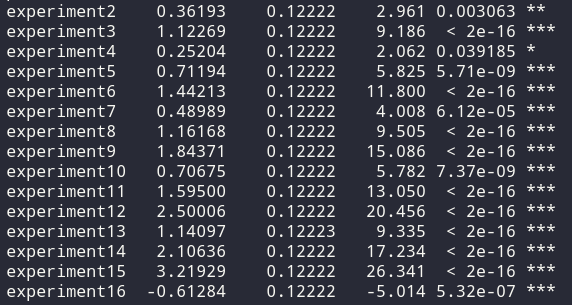 experiment2 0.36193 0.12222 2.961 0.003063 **
experiment3 1.12269 0.12222 9.186 < 2e-16 ***
experiment4 0.25204 0.12222 2.062 0.039185 *
experiment5 0.71194 0.12222 5.825 5.71e-09 ***
experiment6 1.44213 0.12222 11.800 < 2e-16 ***
experiment7 0.48989 0.12222 4.008 6.12e-05 ***
experiment8 1.16168 0.12222 9.505 < 2e-16 ***
experiment9 1.84371 0.12222 15.086 < 2e-16 ***
experiment10 0.70675 0.12222 5.782 7.37e-09 ***
experiment11 1.59500 0.12222 13.050 < 2e-16 ***
experiment12 2.50006 0.12222 20.456 < 2e-16 ***
experiment13 1.14097 0.12223 9.335 < 2e-16 ***
experiment14 2.10636 0.12222 17.234 < 2e-16 ***
experiment15 3.21929 0.12222 26.341 < 2e-16 ***
experiment16 -0.61284 0.12222 -5.014 5.32e-07 ***